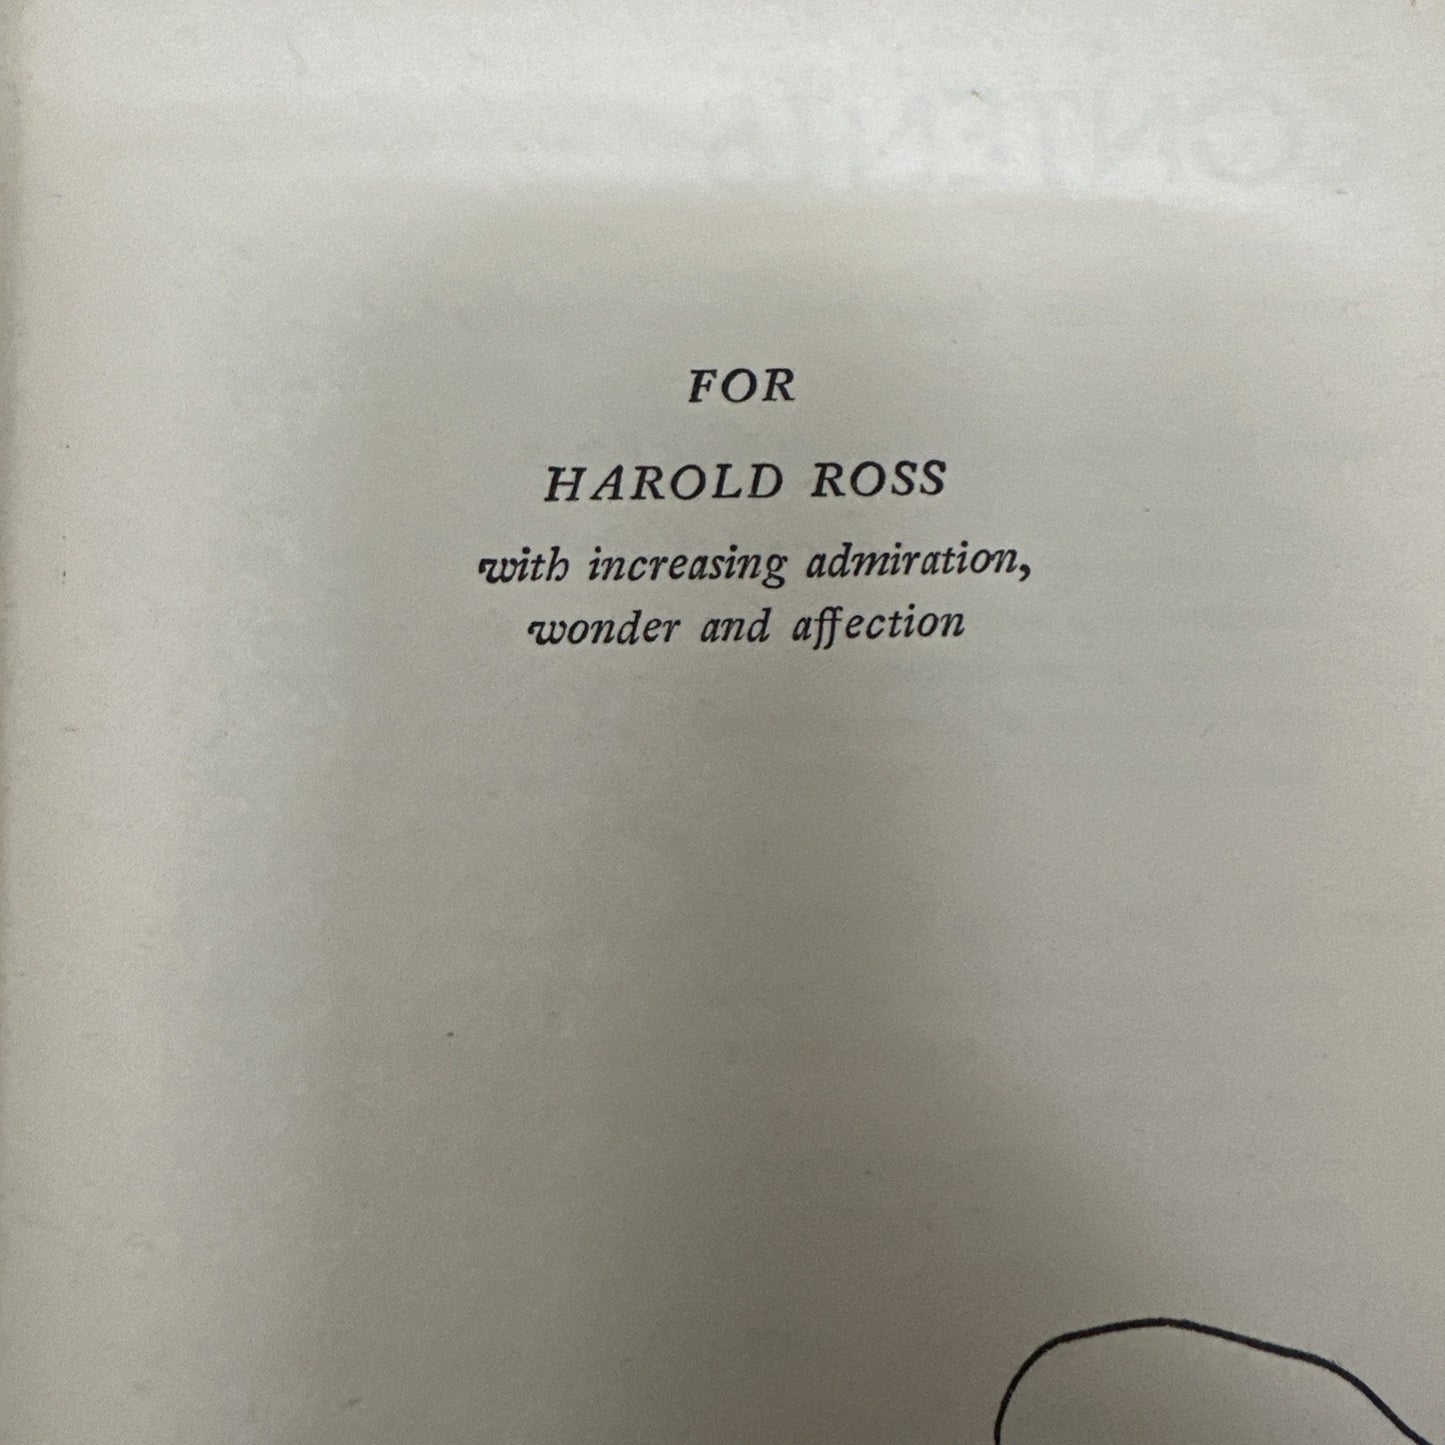 FOR
HAROLD ROSS
with increasing admiration,
wonder and affection